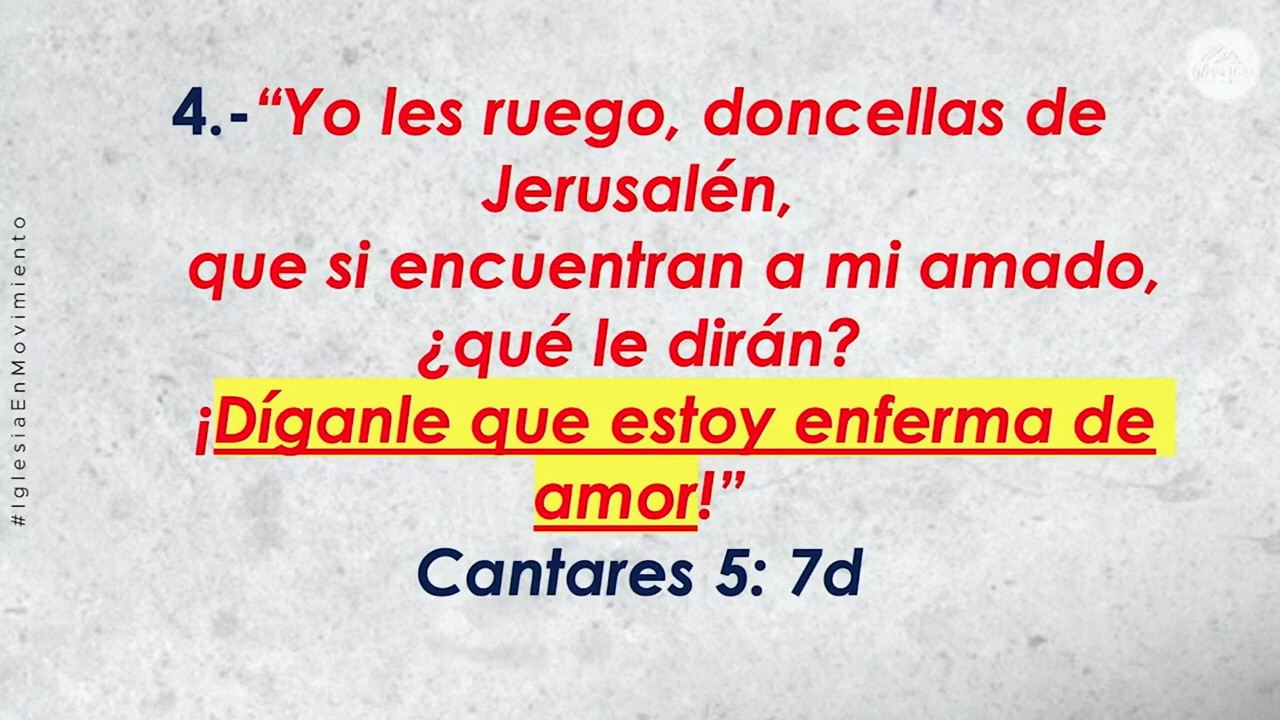 4.-“Yo les ruego, doncellas de
Jerusalén,
que si encuentran a mi amado,
¿qué le dirán?
¡Díganle que estoy enferma de
amor!”
Cantares 5: 7d
#IglesiaEnMovimiento